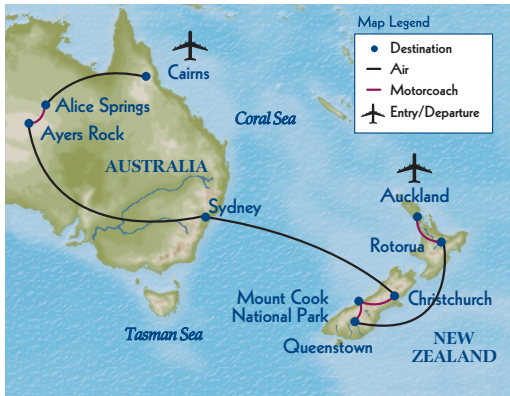 Map Legend
Destination
Air
Motorcoach
Entry/Departure
Cairns
Alice Springs
Ayers Rock
Coral Sea
AUSTRALIA
Sydney
Auckland
Rotorua
Mount Cook
National Park
Christchurch
Tasman Sea
Queenstown
NEW
ZEALAND